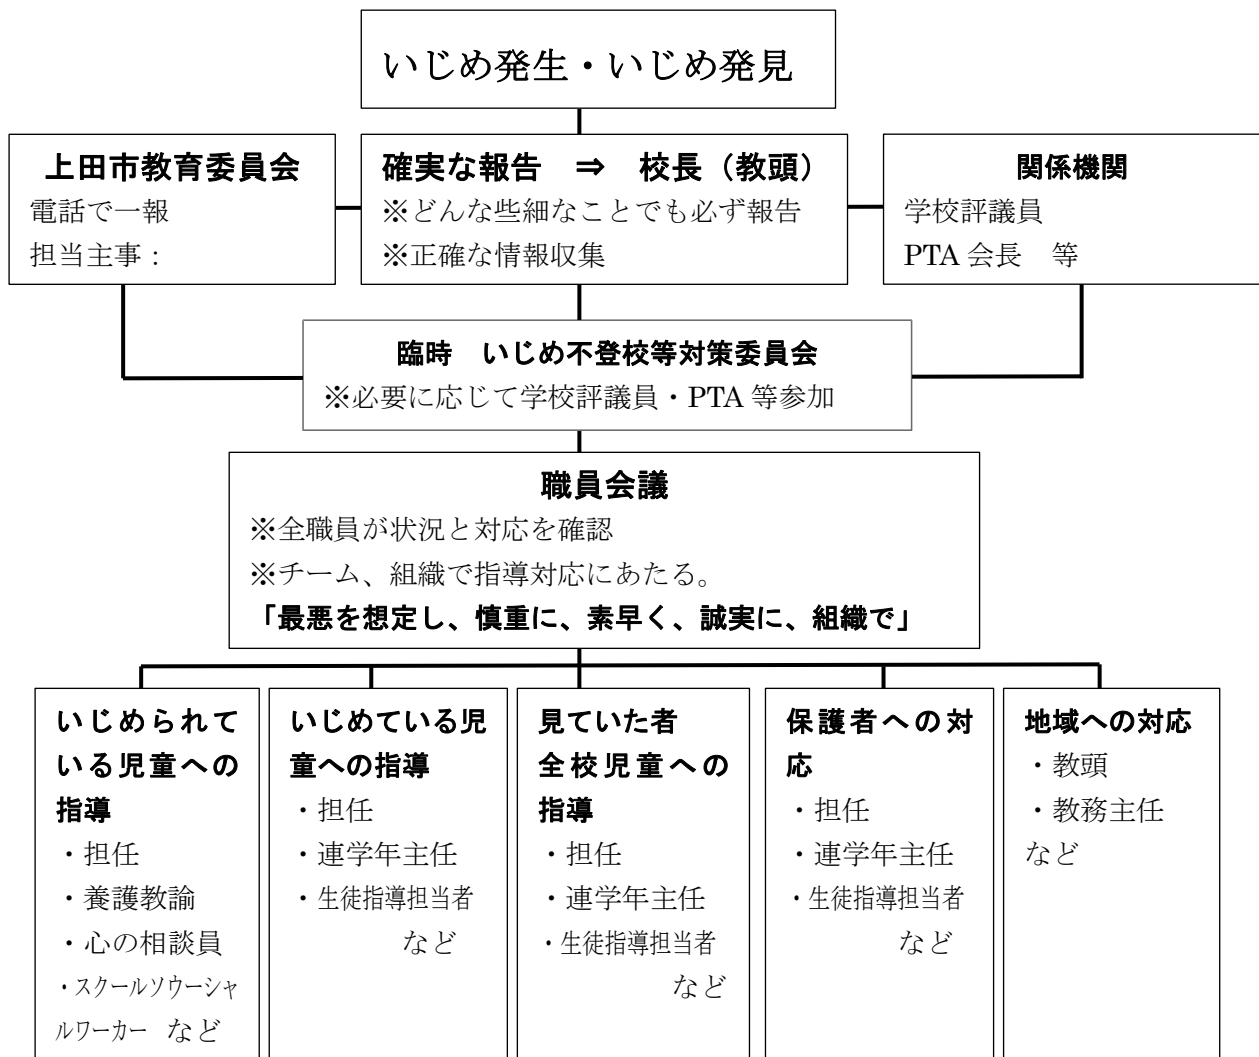 いじめ発生・いじめ発見
上田市教育委員会
電話で一報
担当主事：
確実な報告　⇒　校長（教頭）
※どんな些細なことでも必ず報告
※正確な情報収集
関係機関
学校評議員
PTA 会長　等
臨時　いじめ不登校等対策委員会
※必要に応じて学校評議員・PTA 等参加
職員会議
※全職員が状況と対応を確認
※チーム、組織で指導対応にあたる。
「最悪を想定し、慎重に、素早く、誠実に、組織で」
いじめられて
いる児童への
指導
・担任
・養護教諭
・心の相談員
・スクールソウーシャ
ルワーカー　など
いじめている児
童への指導
・担任
・連学年主任
・生徒指導担当者
など
見ていた者
全校児童への
指導
・担任
・連学年主任
・生徒指導担当者
など
保護者への対
応
・担任
・連学年主任
・生徒指導担当者
など
地域への対応
・教頭
・教務主任
など